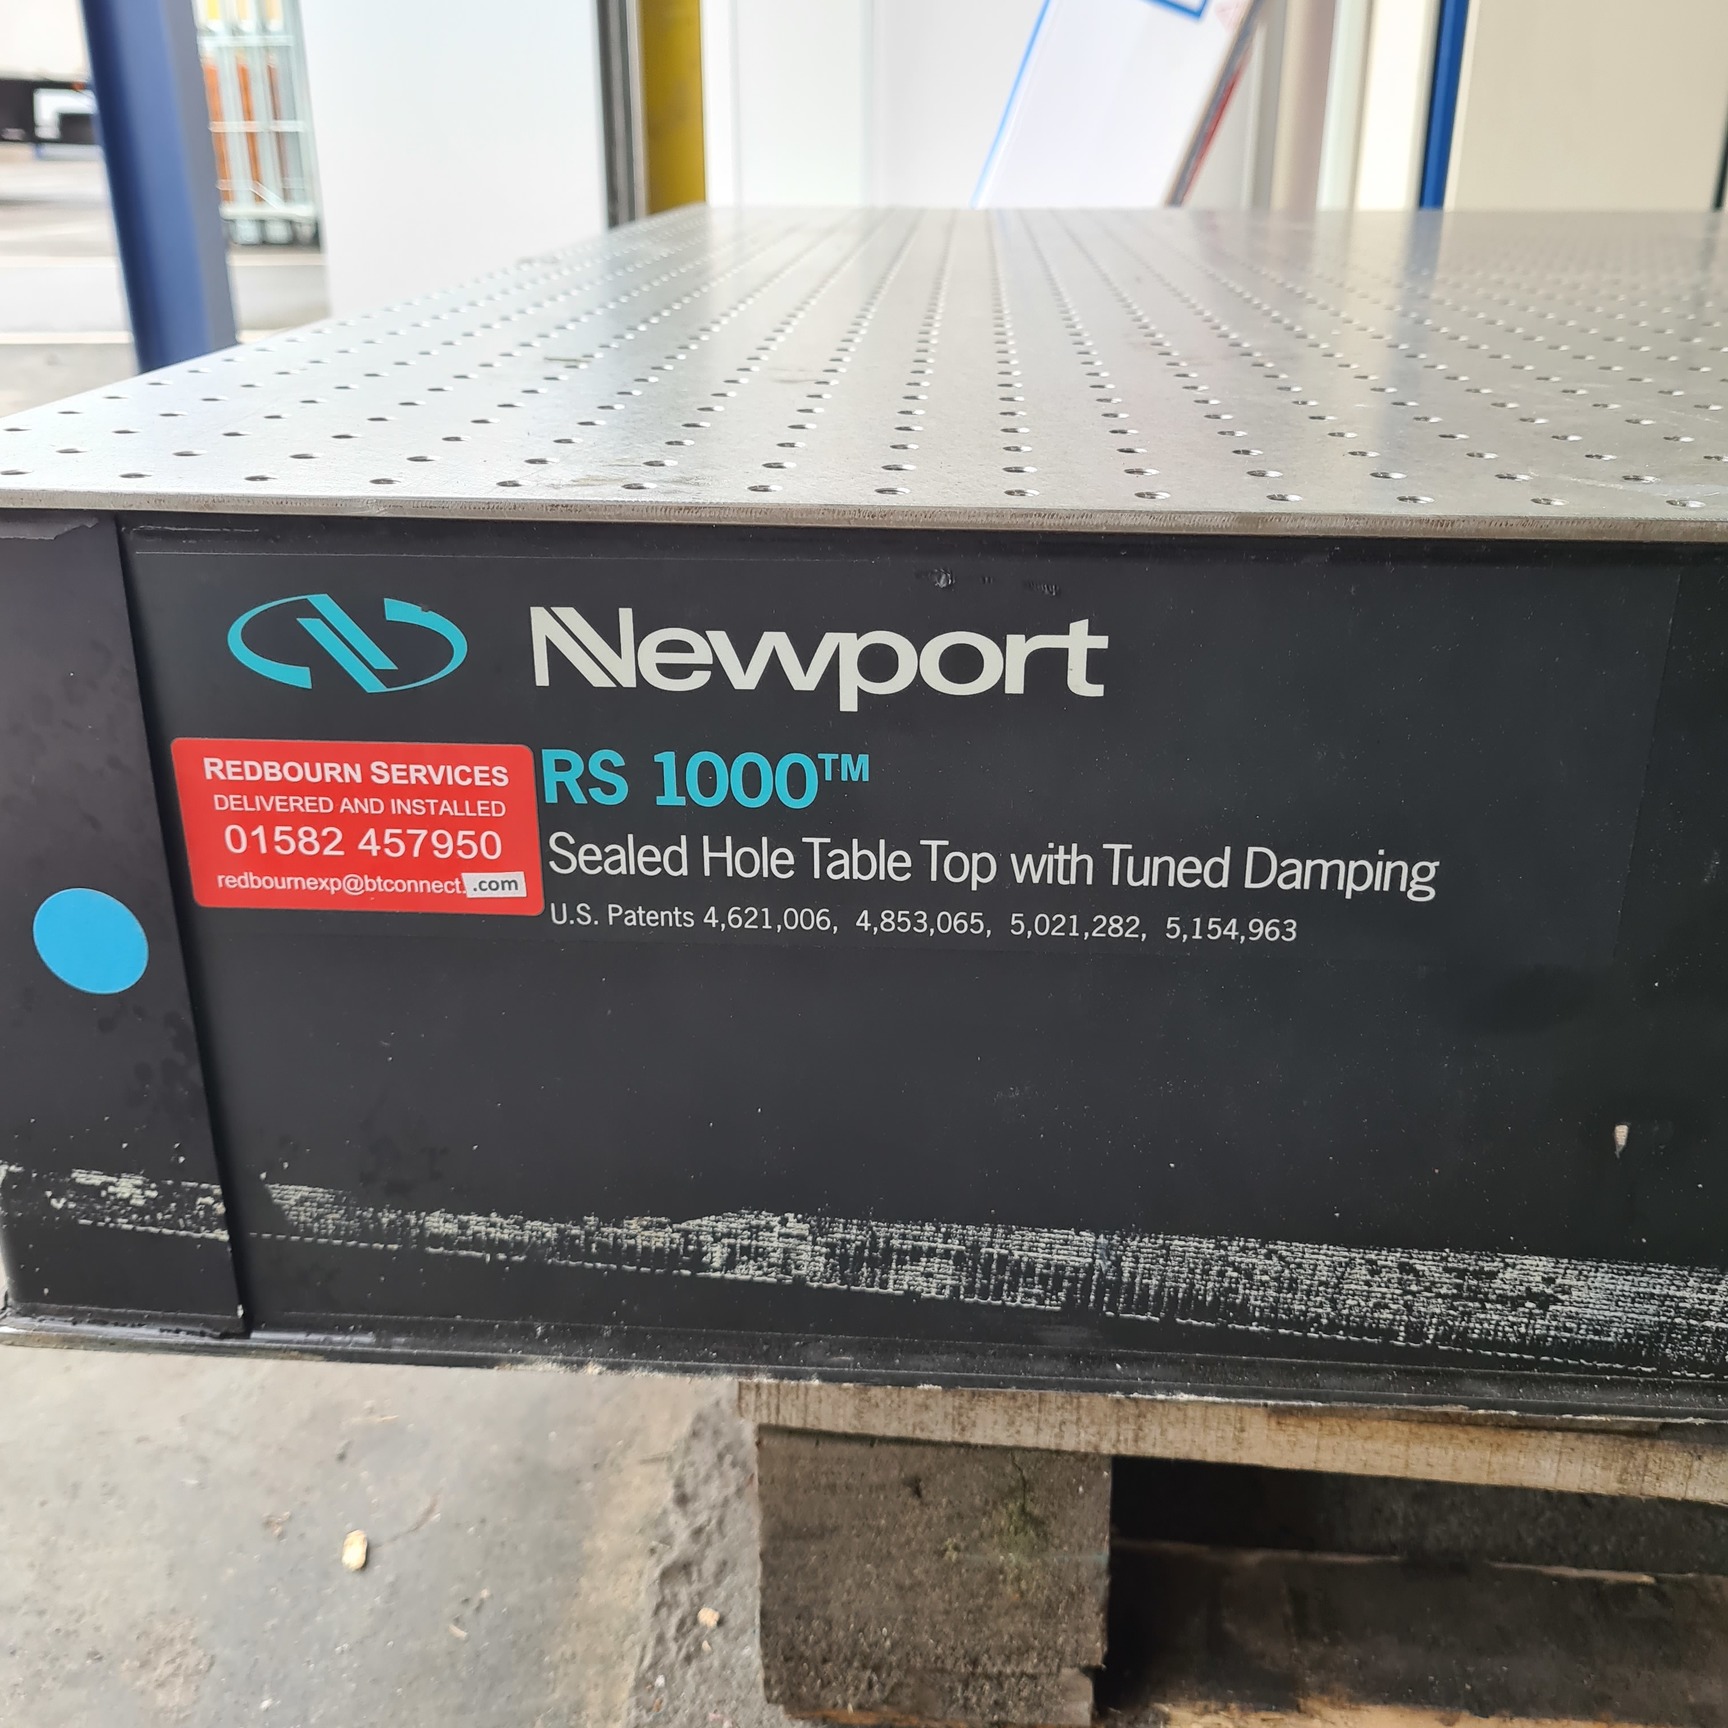 Newport
RS 1000™
Sealed Hole Table Top with Tuned Damping
U.S. Patents 4,621,006, 4,853,065, 5,021,282, 5,154,963
REDBOURN SERVICES
DELIVERED AND INSTALLED
01582 457950
redbournexp@btconnect.com